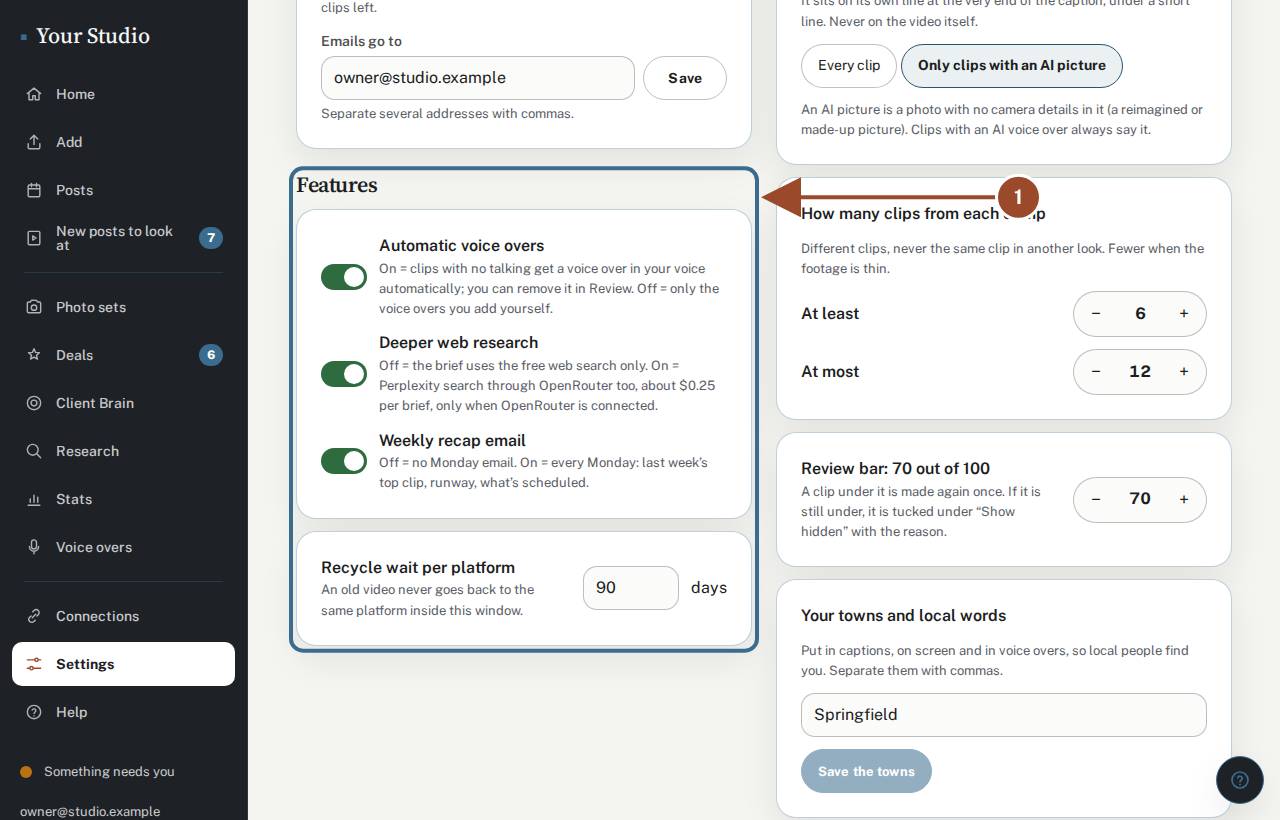 Your Studio
Home
Add
Posts
New posts to look
at
7
Photo sets
Deals
6
Client Brain
Research
Stats
Voice overs
Connections
Settings
Help
Something needs you
owner@studio.example
clips left.
Emails go to
owner@studio.example
Save
Separate several addresses with commas.
Features
Automatic voice overs
On = clips with no talking get a voice over in your voice
automatically; you can remove it in Review. Off = only the
voice overs you add yourself.
Deeper web research
Off = the brief uses the free web search only. On =
Perplexity search through OpenRouter too, about $0.25
per brief, only when OpenRouter is connected.
Weekly recap email
Off = no Monday email. On = every Monday: last week’s
top clip, runway, what’s scheduled.
Recycle wait per platform
An old video never goes back to the
same platform inside this window.
90
days
It sits on its own line at the very end of the caption, under a short
line. Never on the video itself.
Every clip
Only clips with an AI picture
An AI picture is a photo with no camera details in it (a reimagined or
made-up picture). Clips with an AI voice over always say it.
1
How many clips from each
Different clips, never the same clip in another look. Fewer when the
footage is thin.
At least
−
6
+
At most
−
12
+
Review bar: 70 out of 100
A clip under it is made again once. If it is
still under, it is tucked under “Show
hidden” with the reason.
−
70
+
Your towns and local words
Put in captions, on screen and in voice overs, so local people find
you. Separate them with commas.
Springfield
Save the towns